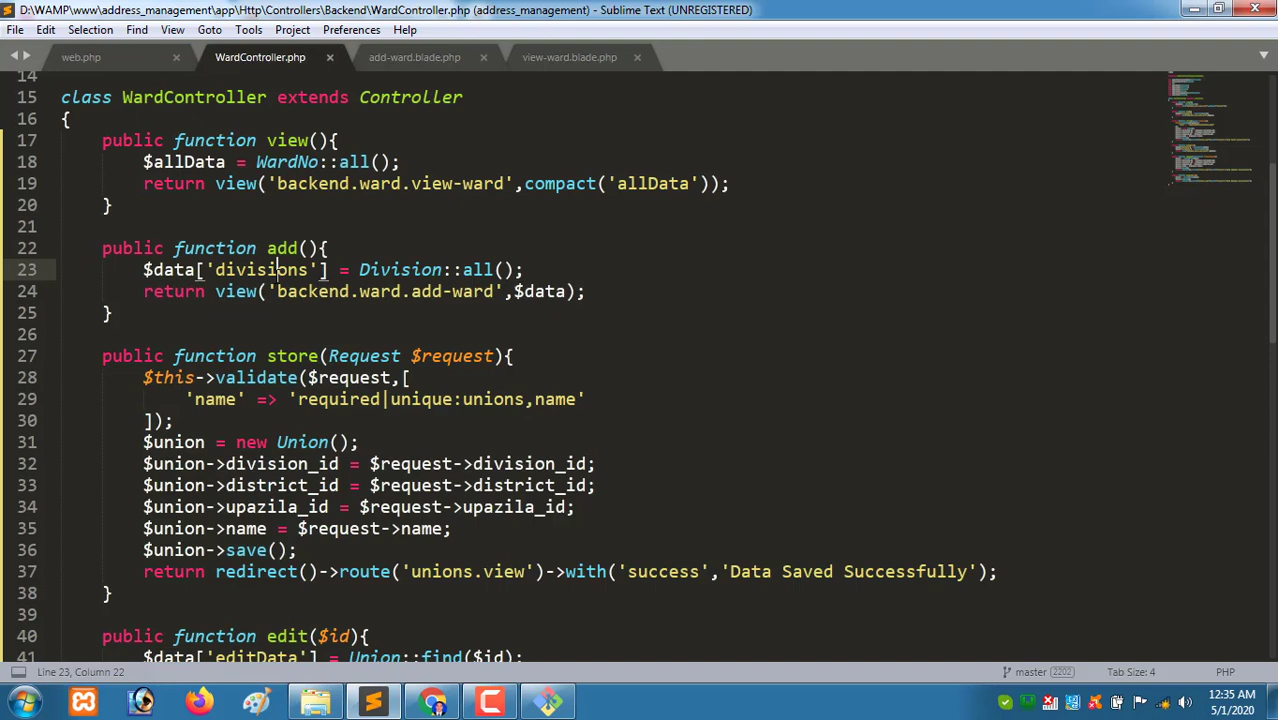 D:\WAMP\www\address_management\app\Http\Controllers\Backend\WardController.php (address_management) - Sublime Text (UNREGISTERED)
File Edit Selection Find View Goto Tools Project Preferences Help
web.php WardController.php add-ward.blade.php view-ward.blade.php
14
15 class WardController extends Controller
16 {
17 public function view(){
18 $allData = WardNo::all();
19 return view('backend.ward.view-ward',compact('allData'));
20 }
21
22 public function add(){
23 $data['divisions'] = Division::all();
24 return view('backend.ward.add-ward',$data);
25 }
26
27 public function store(Request $request){
28 $this->validate($request,[
29 'name' => 'required|unique:unions,name'
30 ]);
31 $union = new Union();
32 $union->division_id = $request->division_id;
33 $union->district_id = $request->district_id;
34 $union->upazila_id = $request->upazila_id;
35 $union->name = $request->name;
36 $union->save();
37 return redirect()->route('unions.view')->with('success','Data Saved Successfully');
38 }
39
40 public function edit($id){
41 $data['editData'] = Union::find($id);
Line 23, Column 22 master 2202 Tab Size: 4 PHP
12:35 AM
5/1/2020